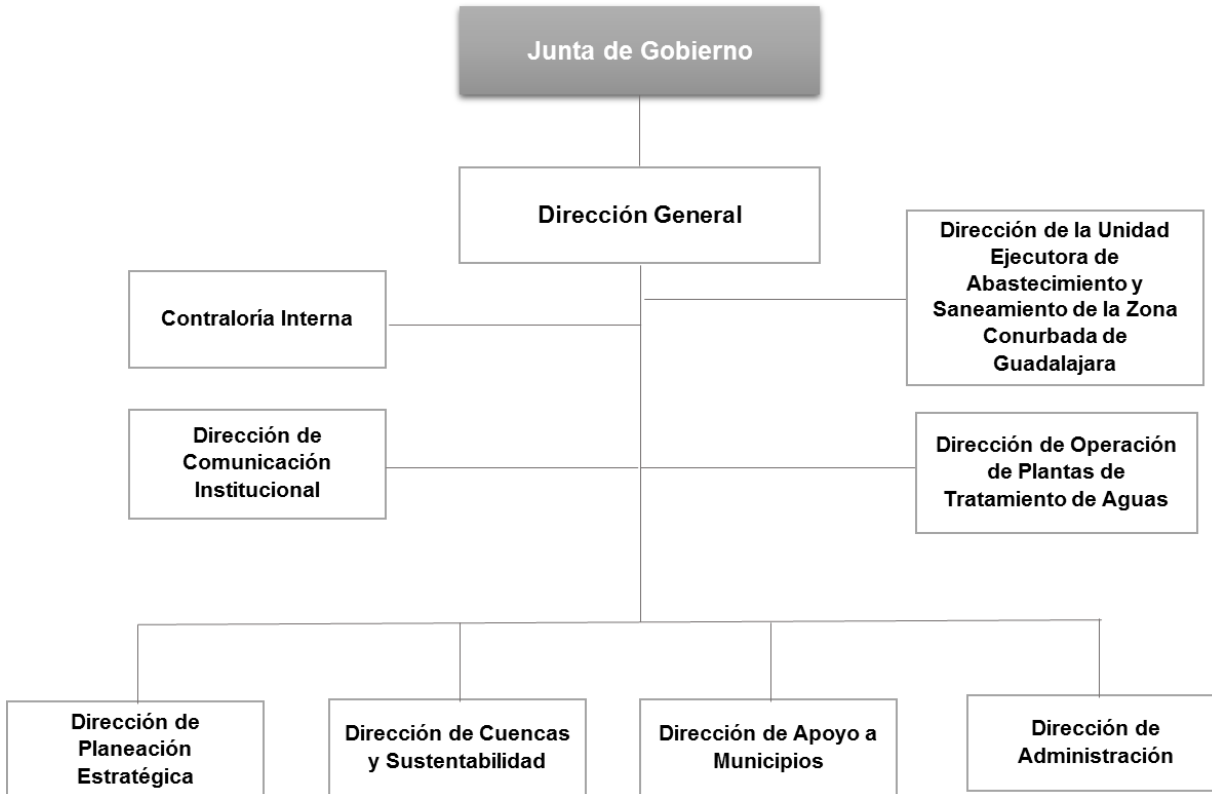 Junta de Gobierno
Dirección General
Dirección de la Unidad
Ejecutora de
Abastecimiento y
Saneamiento de la Zona
Conurbada de
Guadalajara
Contraloría Interna
Dirección de
Comunicación
Institucional
Dirección de Operación
de Plantas de
Tratamiento de Aguas
Dirección de
Planeación
Estratégica
Dirección de Cuencas
y Sustentabilidad
Dirección de Apoyo a
Municipios
Dirección de
Administración